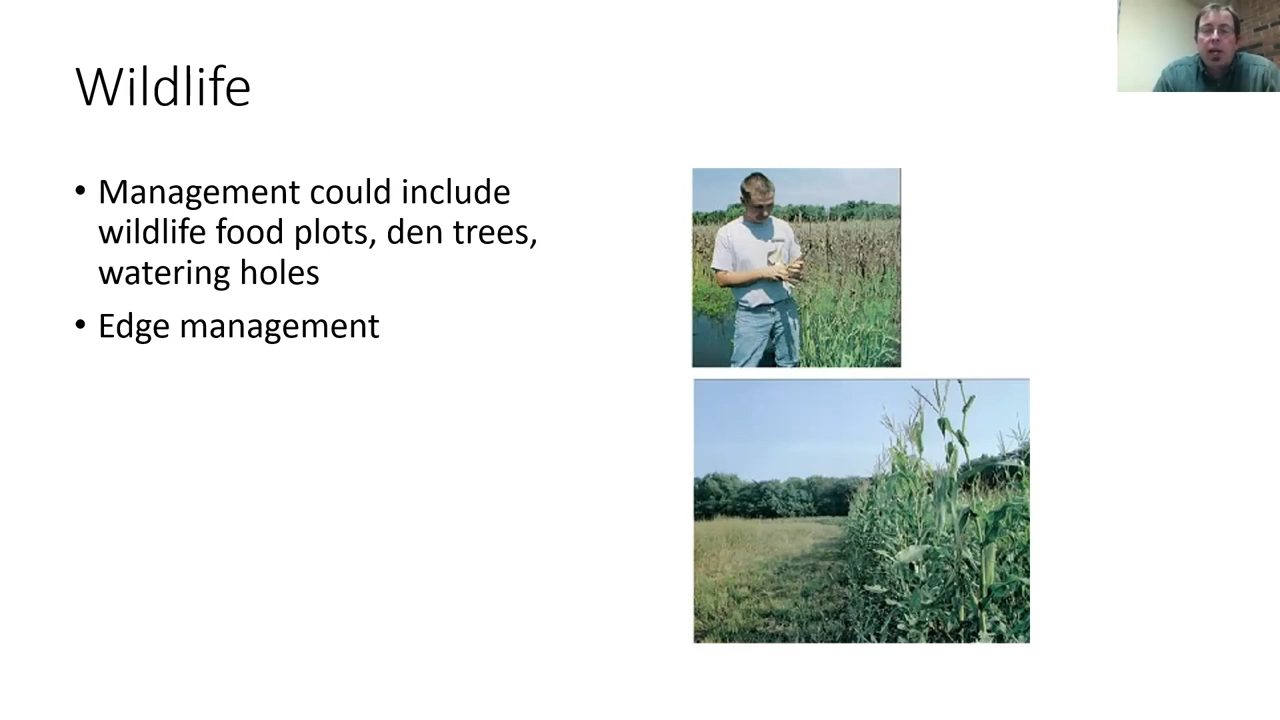 Wildlife
• Management could include
wildlife food plots, den trees,
watering holes
• Edge management